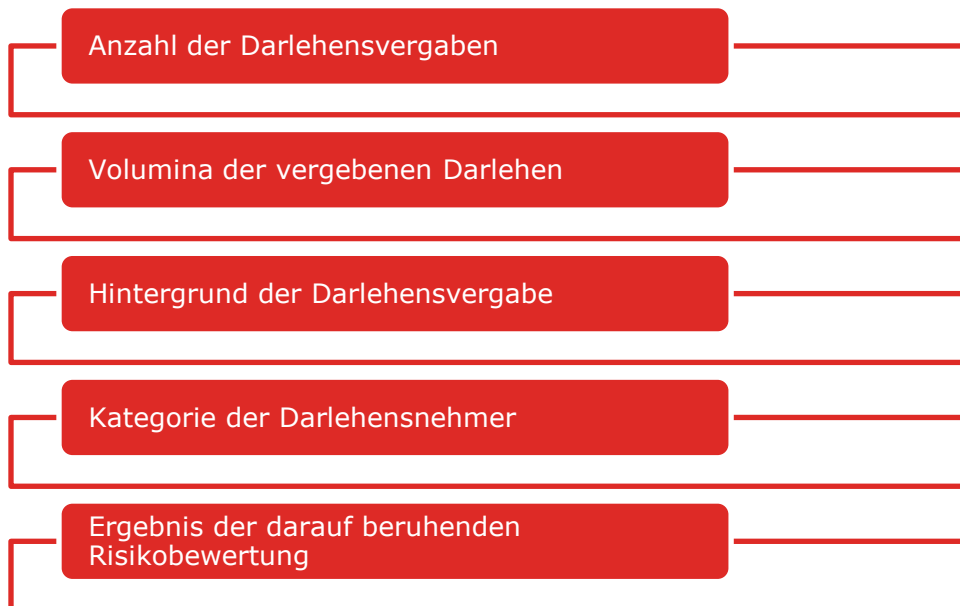 Anzahl der Darlehensvergaben
Volumina der vergebenen Darlehen
Hintergrund der Darlehensvergabe
Kategorie der Darlehensnehmer
Ergebnis der darauf beruhenden
Risikobewertung